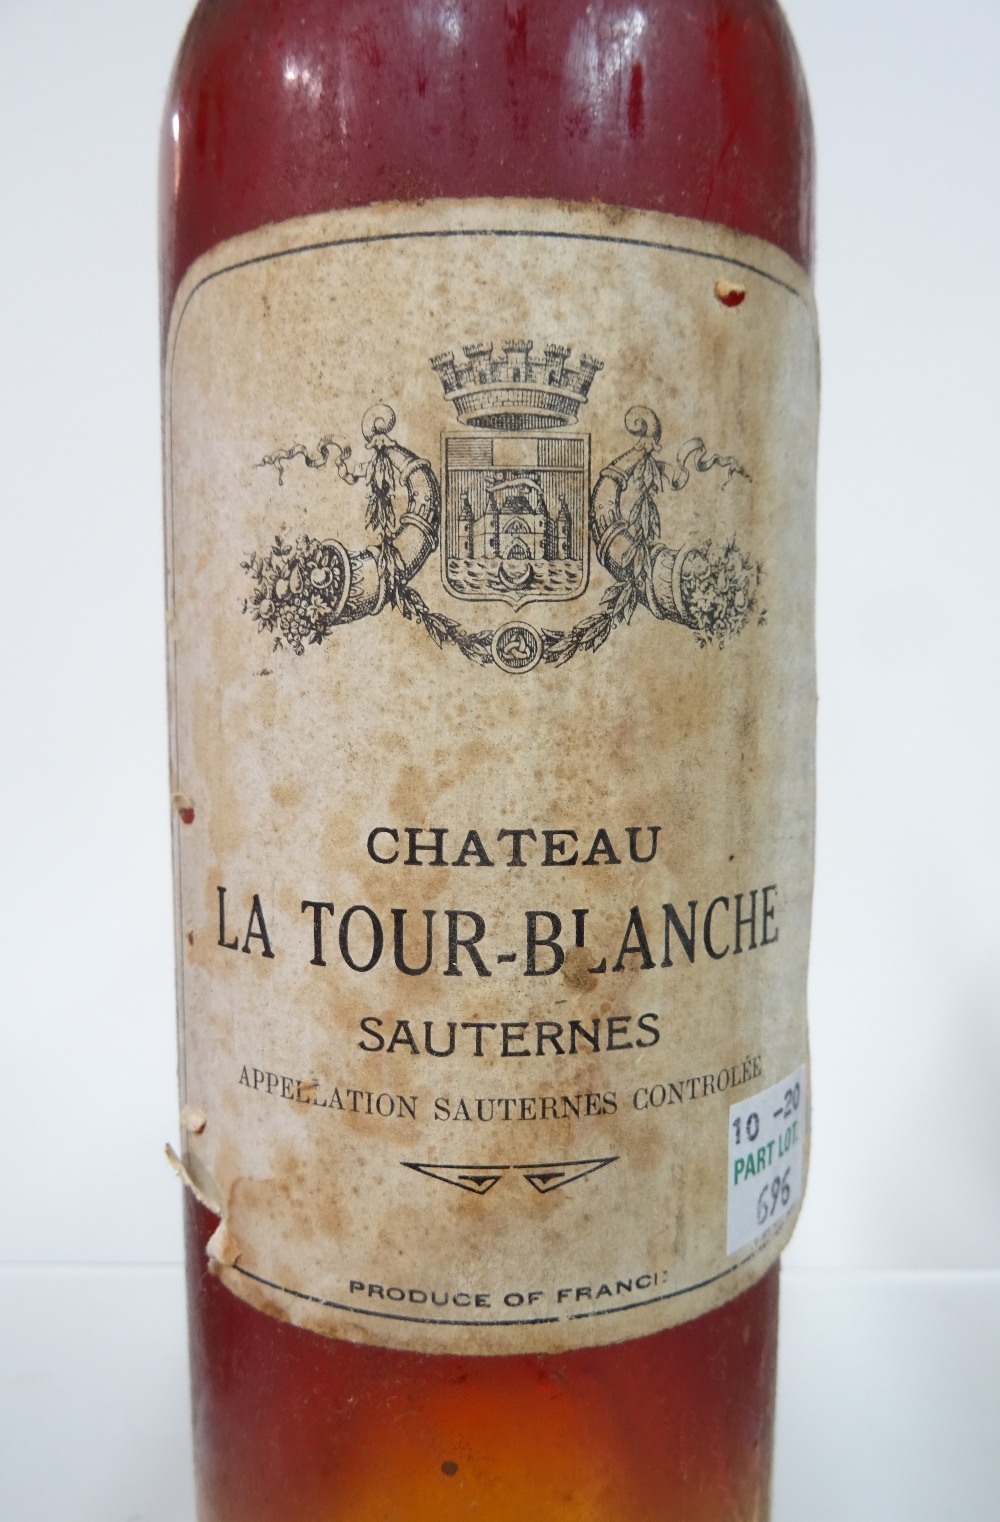 CHATEAU
LA TOUR-BLANCHE
SAUTERNES
APPELLATION SAUTERNES CONTROLÉE
10 -20
PART LOT.
696
PRODUCE OF FRANCE